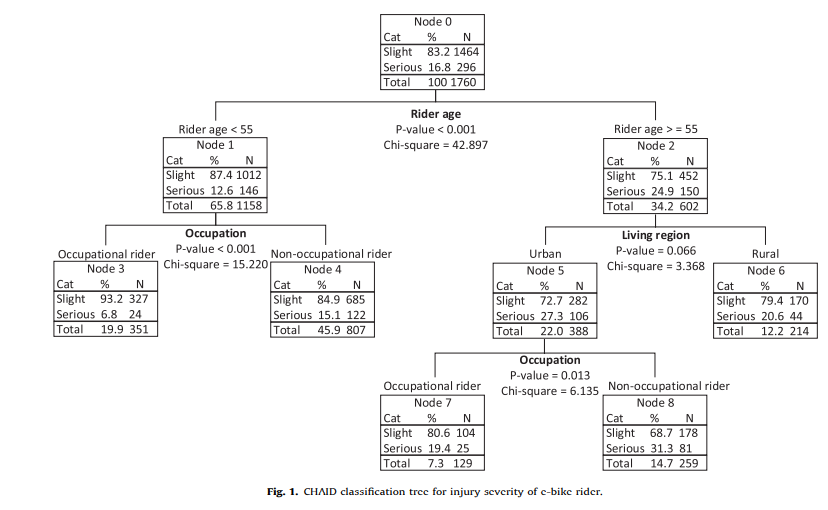 Node 0
Cat % N
Slight 83.2 1464
Serious 16.8 296
Total 100 1760
Rider age
P-value < 0.001
Chi-square = 42.897
Rider age < 55
Node 1
Cat % N
Slight 87.4 1012
Serious 12.6 146
Total 65.8 1158
Rider age > = 55
Node 2
Cat % N
Slight 75.1 452
Serious 24.9 150
Total 34.2 602
Occupation
P-value < 0.001
Chi-square = 15.220
Occupational rider
Node 3
Cat % N
Slight 93.2 327
Serious 6.8 24
Total 19.9 351
Non-occupational rider
Node 4
Cat % N
Slight 84.9 685
Serious 15.1 122
Total 45.9 807
Living region
P-value = 0.066
Chi-square = 3.368
Urban
Node 5
Cat % N
Slight 72.7 282
Serious 27.3 106
Total 22.0 388
Rural
Node 6
Cat % N
Slight 79.4 170
Serious 20.6 44
Total 12.2 214
Occupation
P-value = 0.013
Chi-square = 6.135
Occupational rider
Node 7
Cat % N
Slight 80.6 104
Serious 19.4 25
Total 7.3 129
Non-occupational rider
Node 8
Cat % N
Slight 68.7 178
Serious 31.3 81
Total 14.7 259
Fig. 1. CHAID classification tree for injury severity of e-bike rider.